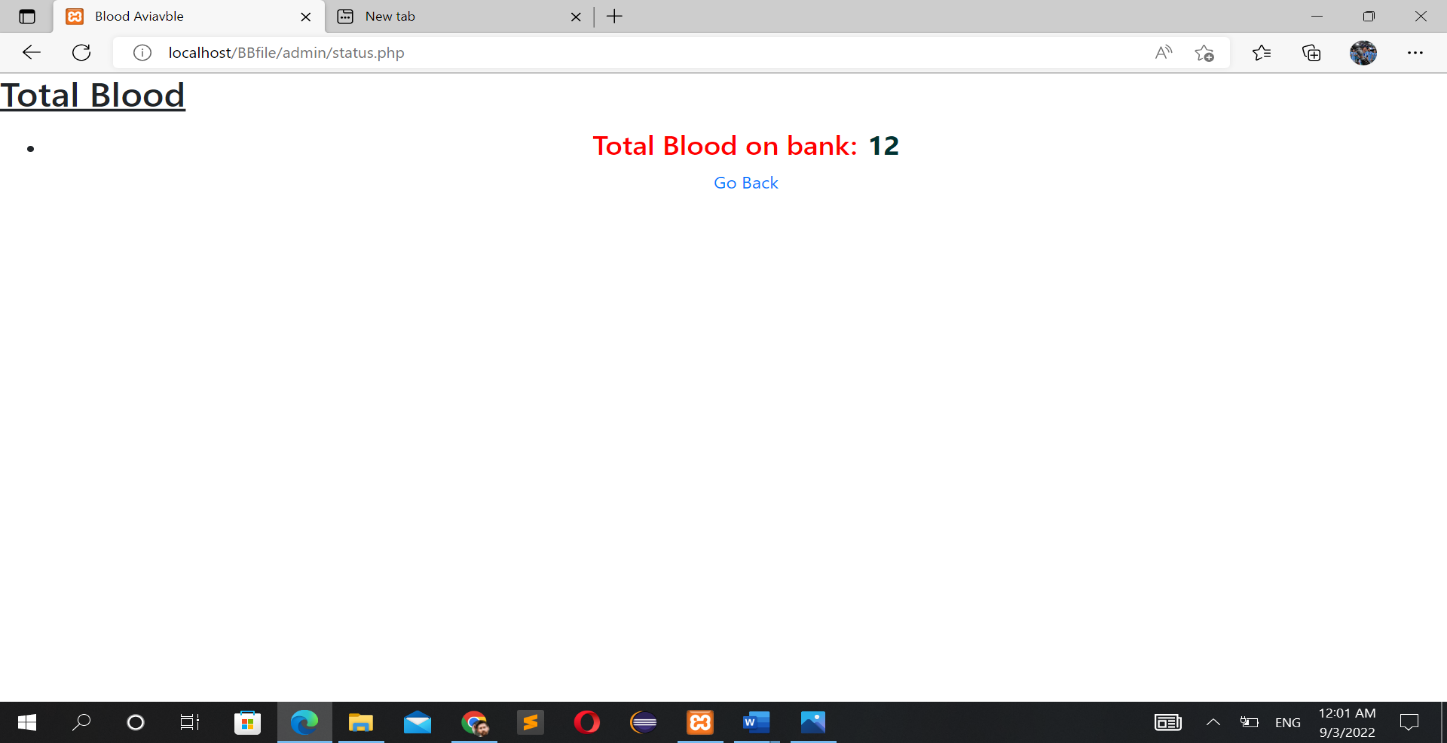 Blood Aviavble
New tab
localhost/BBfile/admin/status.php
Total Blood
Total Blood on bank: 12
Go Back
ENG
12:01 AM
9/3/2022